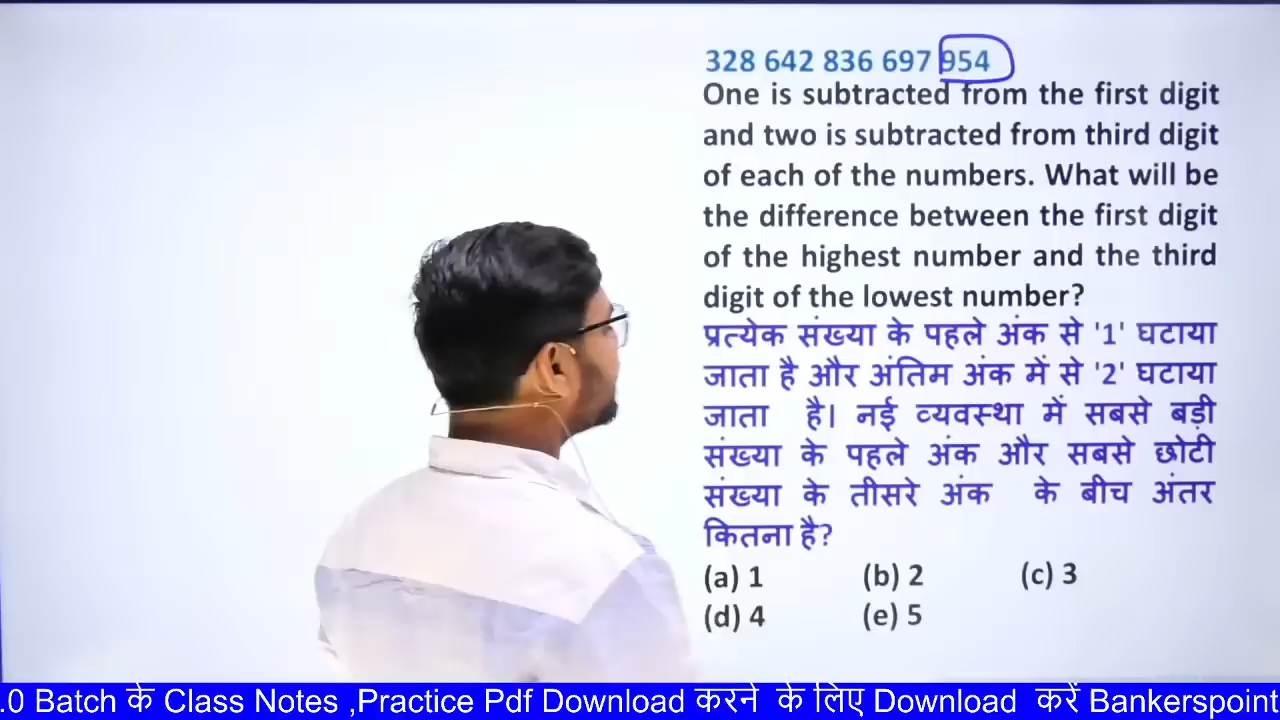 328 642 836 697 954
One is subtracted from the first digit
and two is subtracted from third digit
of each of the numbers. What will be
the difference between the first digit
of the highest number and the third
digit of the lowest number?
प्रत्येक संख्या के पहले अंक से '1' घटाया
जाता है और अंतिम अंक में से '2' घटाया
जाता है। नई व्यवस्था में सबसे बड़ी
संख्या के पहले अंक और सबसे छोटी
संख्या के तीसरे अंक के बीच अंतर
कितना है?
(a) 1 (b) 2 (c) 3
(d) 4 (e) 5
.0 Batch के Class Notes ,Practice Pdf Download करने के लिए Download करें Bankerspoint